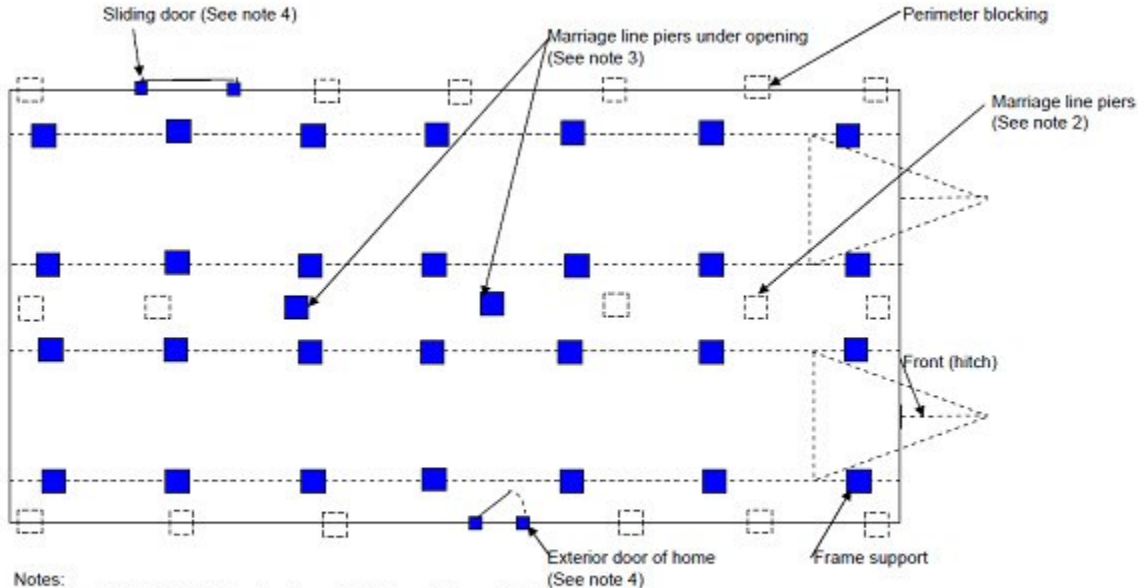 Sliding door (See note 4)
Perimeter blocking
Marriage line piers under opening
(See note 3)
Marriage line piers
(See note 2)
Front (hitch)
Exterior door of home
(See note 4)
Frame support
Notes: